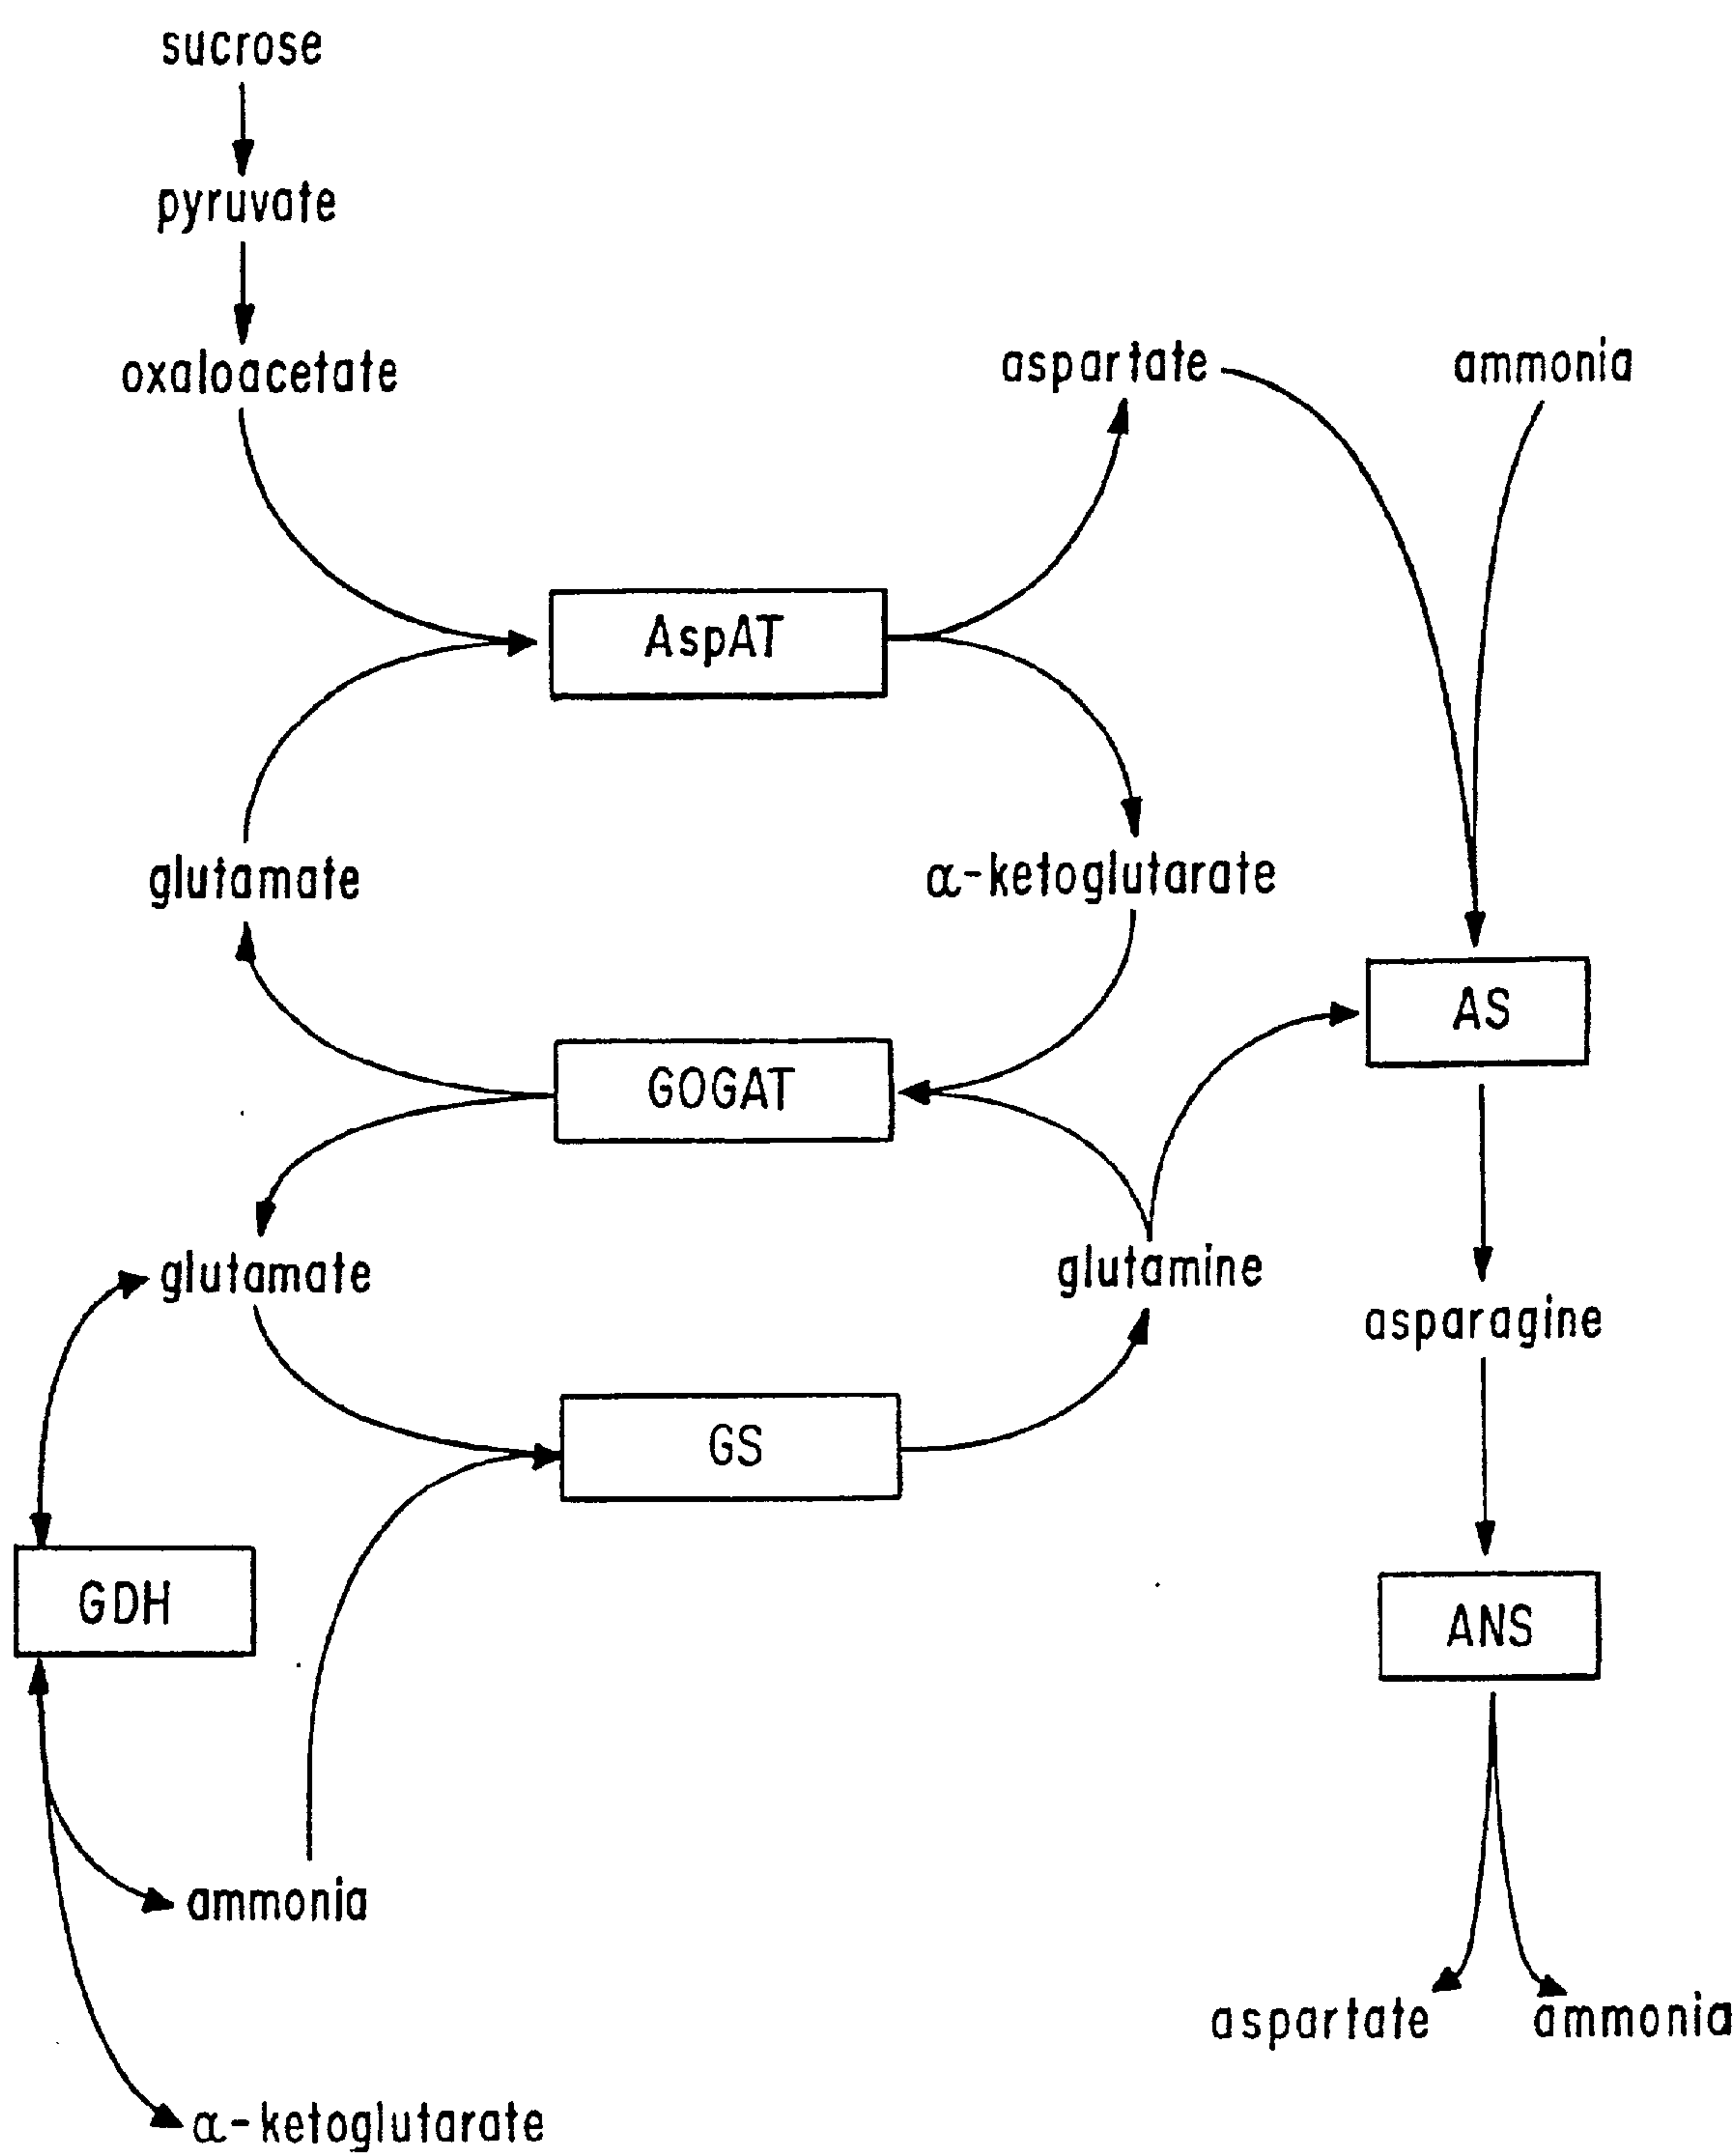 sucrose
pyruvate
oxaloacetate
aspartate
ammonia
AspAT
glutamate
α-ketoglutarate
AS
GOGAT
glutamate
glutamine
asparagine
GS
GDH
ANS
ammonia
aspartate
ammonia
α-ketoglutarate